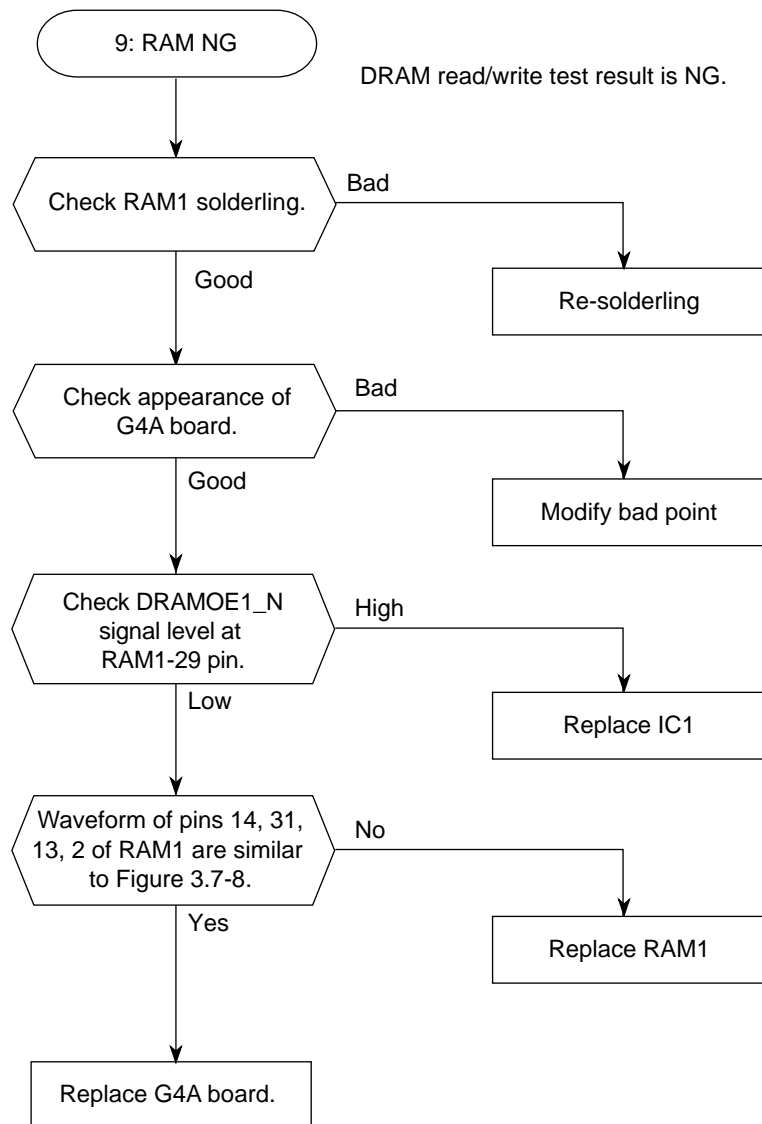 9: RAM NG
DRAM read/write test result is NG.
Check RAM1 solderling.
Bad
Good
Re-solderling
Check appearance of
G4A board.
Bad
Good
Modify bad point
Check DRAMOE1_N
signal level at
RAM1-29 pin.
High
Low
Replace IC1
Waveform of pins 14, 31,
13, 2 of RAM1 are similar
to Figure 3.7-8.
No
Yes
Replace RAM1
Replace G4A board.